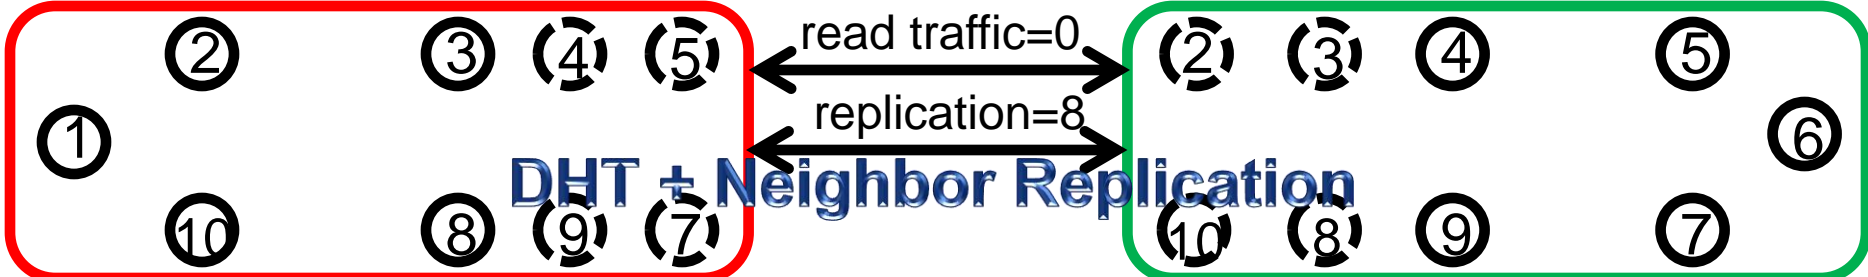 2 3 4 5 read traffic=0 2 3 4 5
1 replication=8 6
DHT + Neighbor Replication
10 8 9 7 10 8 9 7